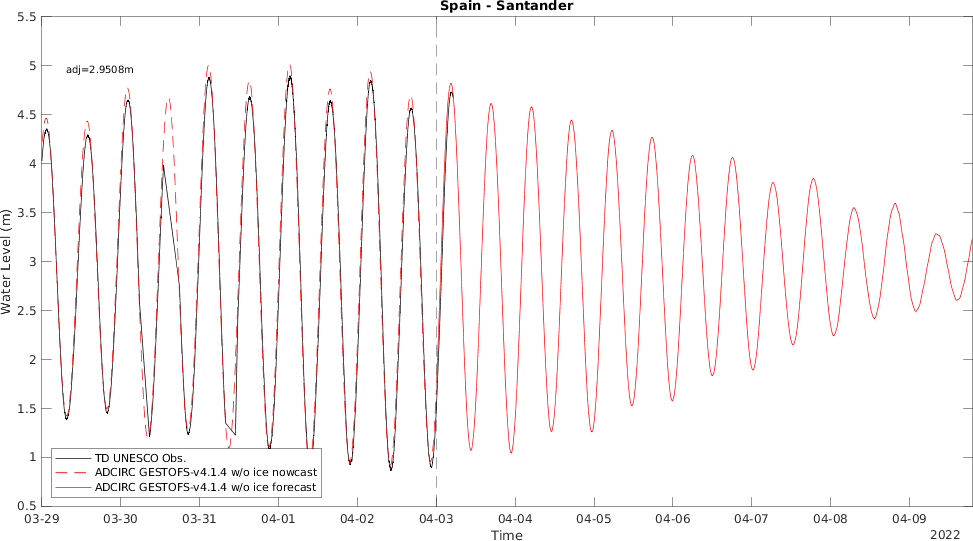 Spain - Santander
5.5
5
4.5
4
3.5
3
2.5
2
1.5
1
0.5
Water Level (m)
adj=2.9508m
TD UNESCO Obs.
ADCIRC GESTOFS-v4.1.4 w/o ice nowcast
ADCIRC GESTOFS-v4.1.4 w/o ice forecast
03-29 03-30 03-31 04-01 04-02 04-03 04-04 04-05 04-06 04-07 04-08 04-09
Time
2022